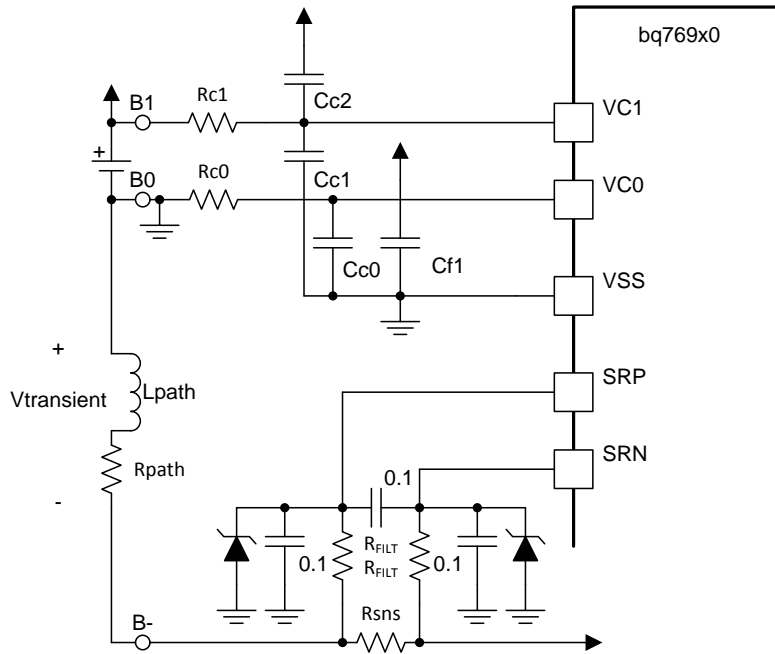 bq769x0
B1
Rc1
Cc2
VC1
+
B0
Rc0
Cc1
VC0
Cc0
Cf1
VSS
+
Vtransient
Lpath
SRP
Rpath
SRN
-
0.1
0.1
RFILT
RFILT
0.1
Rsns
B-